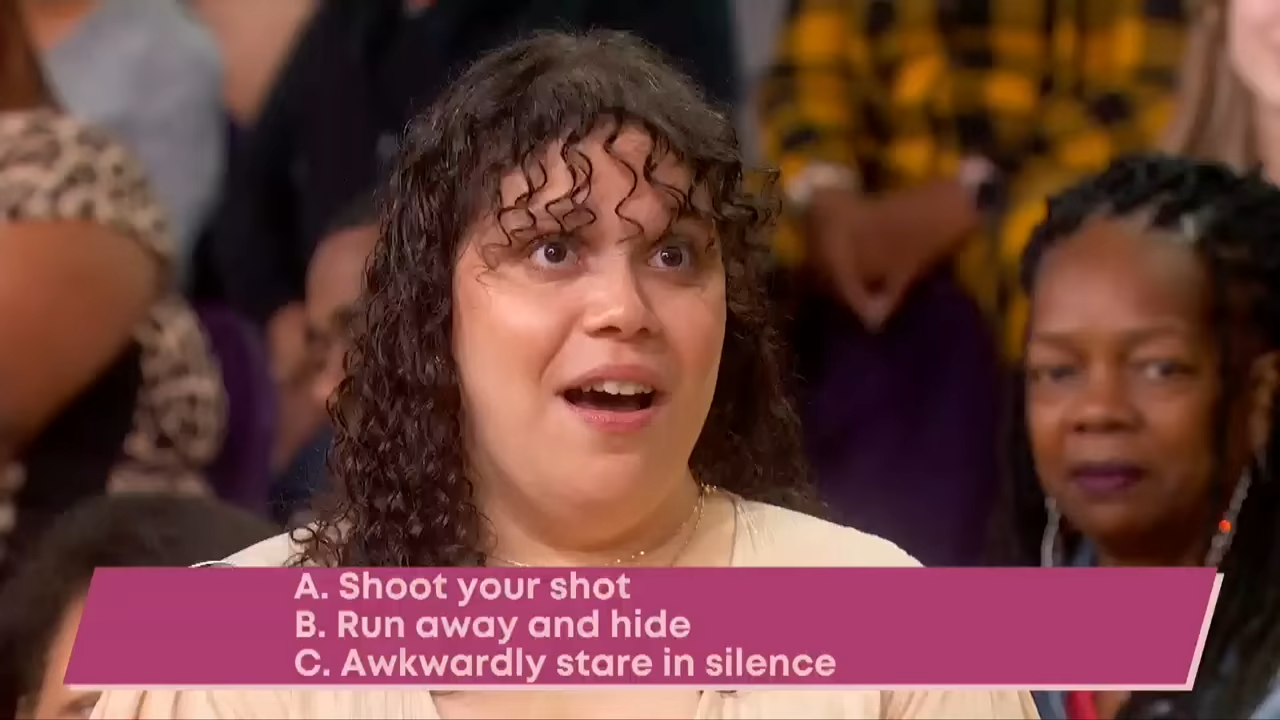 A. Shoot your shot
B. Run away and hide
C. Awkwardly stare in silence